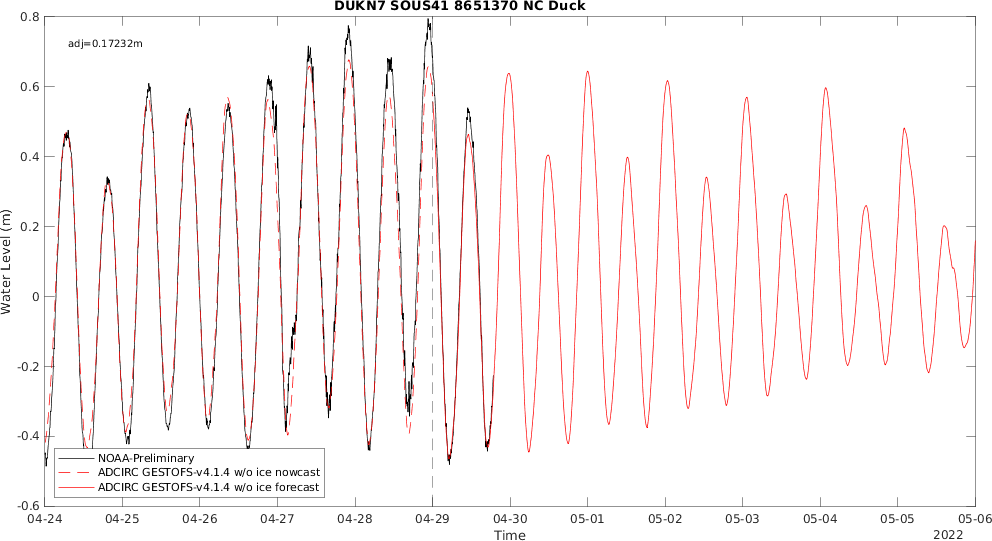 DUKN7 SOUS41 8651370 NC Duck
adj=0.17232m
Water Level (m)
0.8
0.6
0.4
0.2
0
-0.2
-0.4
-0.6
NOAA-Preliminary
ADCIRC GESTOFS-v4.1.4 w/o ice nowcast
ADCIRC GESTOFS-v4.1.4 w/o ice forecast
04-24 04-25 04-26 04-27 04-28 04-29 04-30 05-01 05-02 05-03 05-04 05-05 05-06
Time
2022